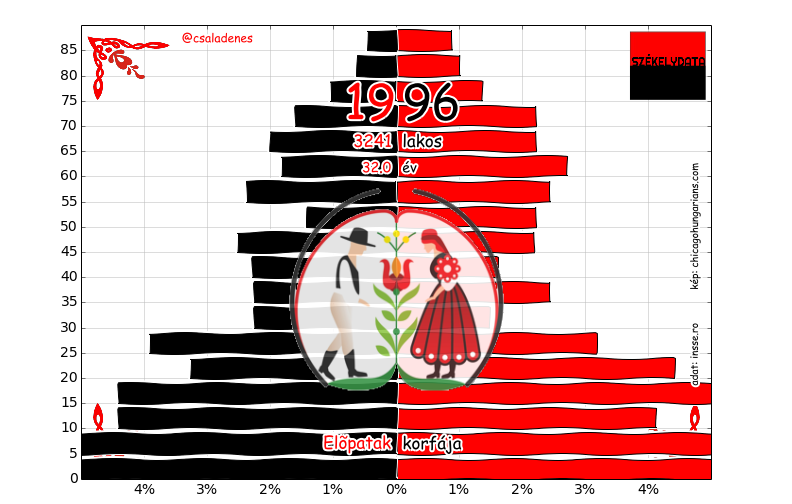 @csaladenes
SZÉKELYDATA
1996
3241 lakos
32.0 év
kép: chicagohungarians.com
adat: insse.ro
Előpatak korfája
85
80
75
70
65
60
55
50
45
40
35
30
25
20
15
10
5
0
4% 3% 2% 1% 0% 1% 2% 3% 4%